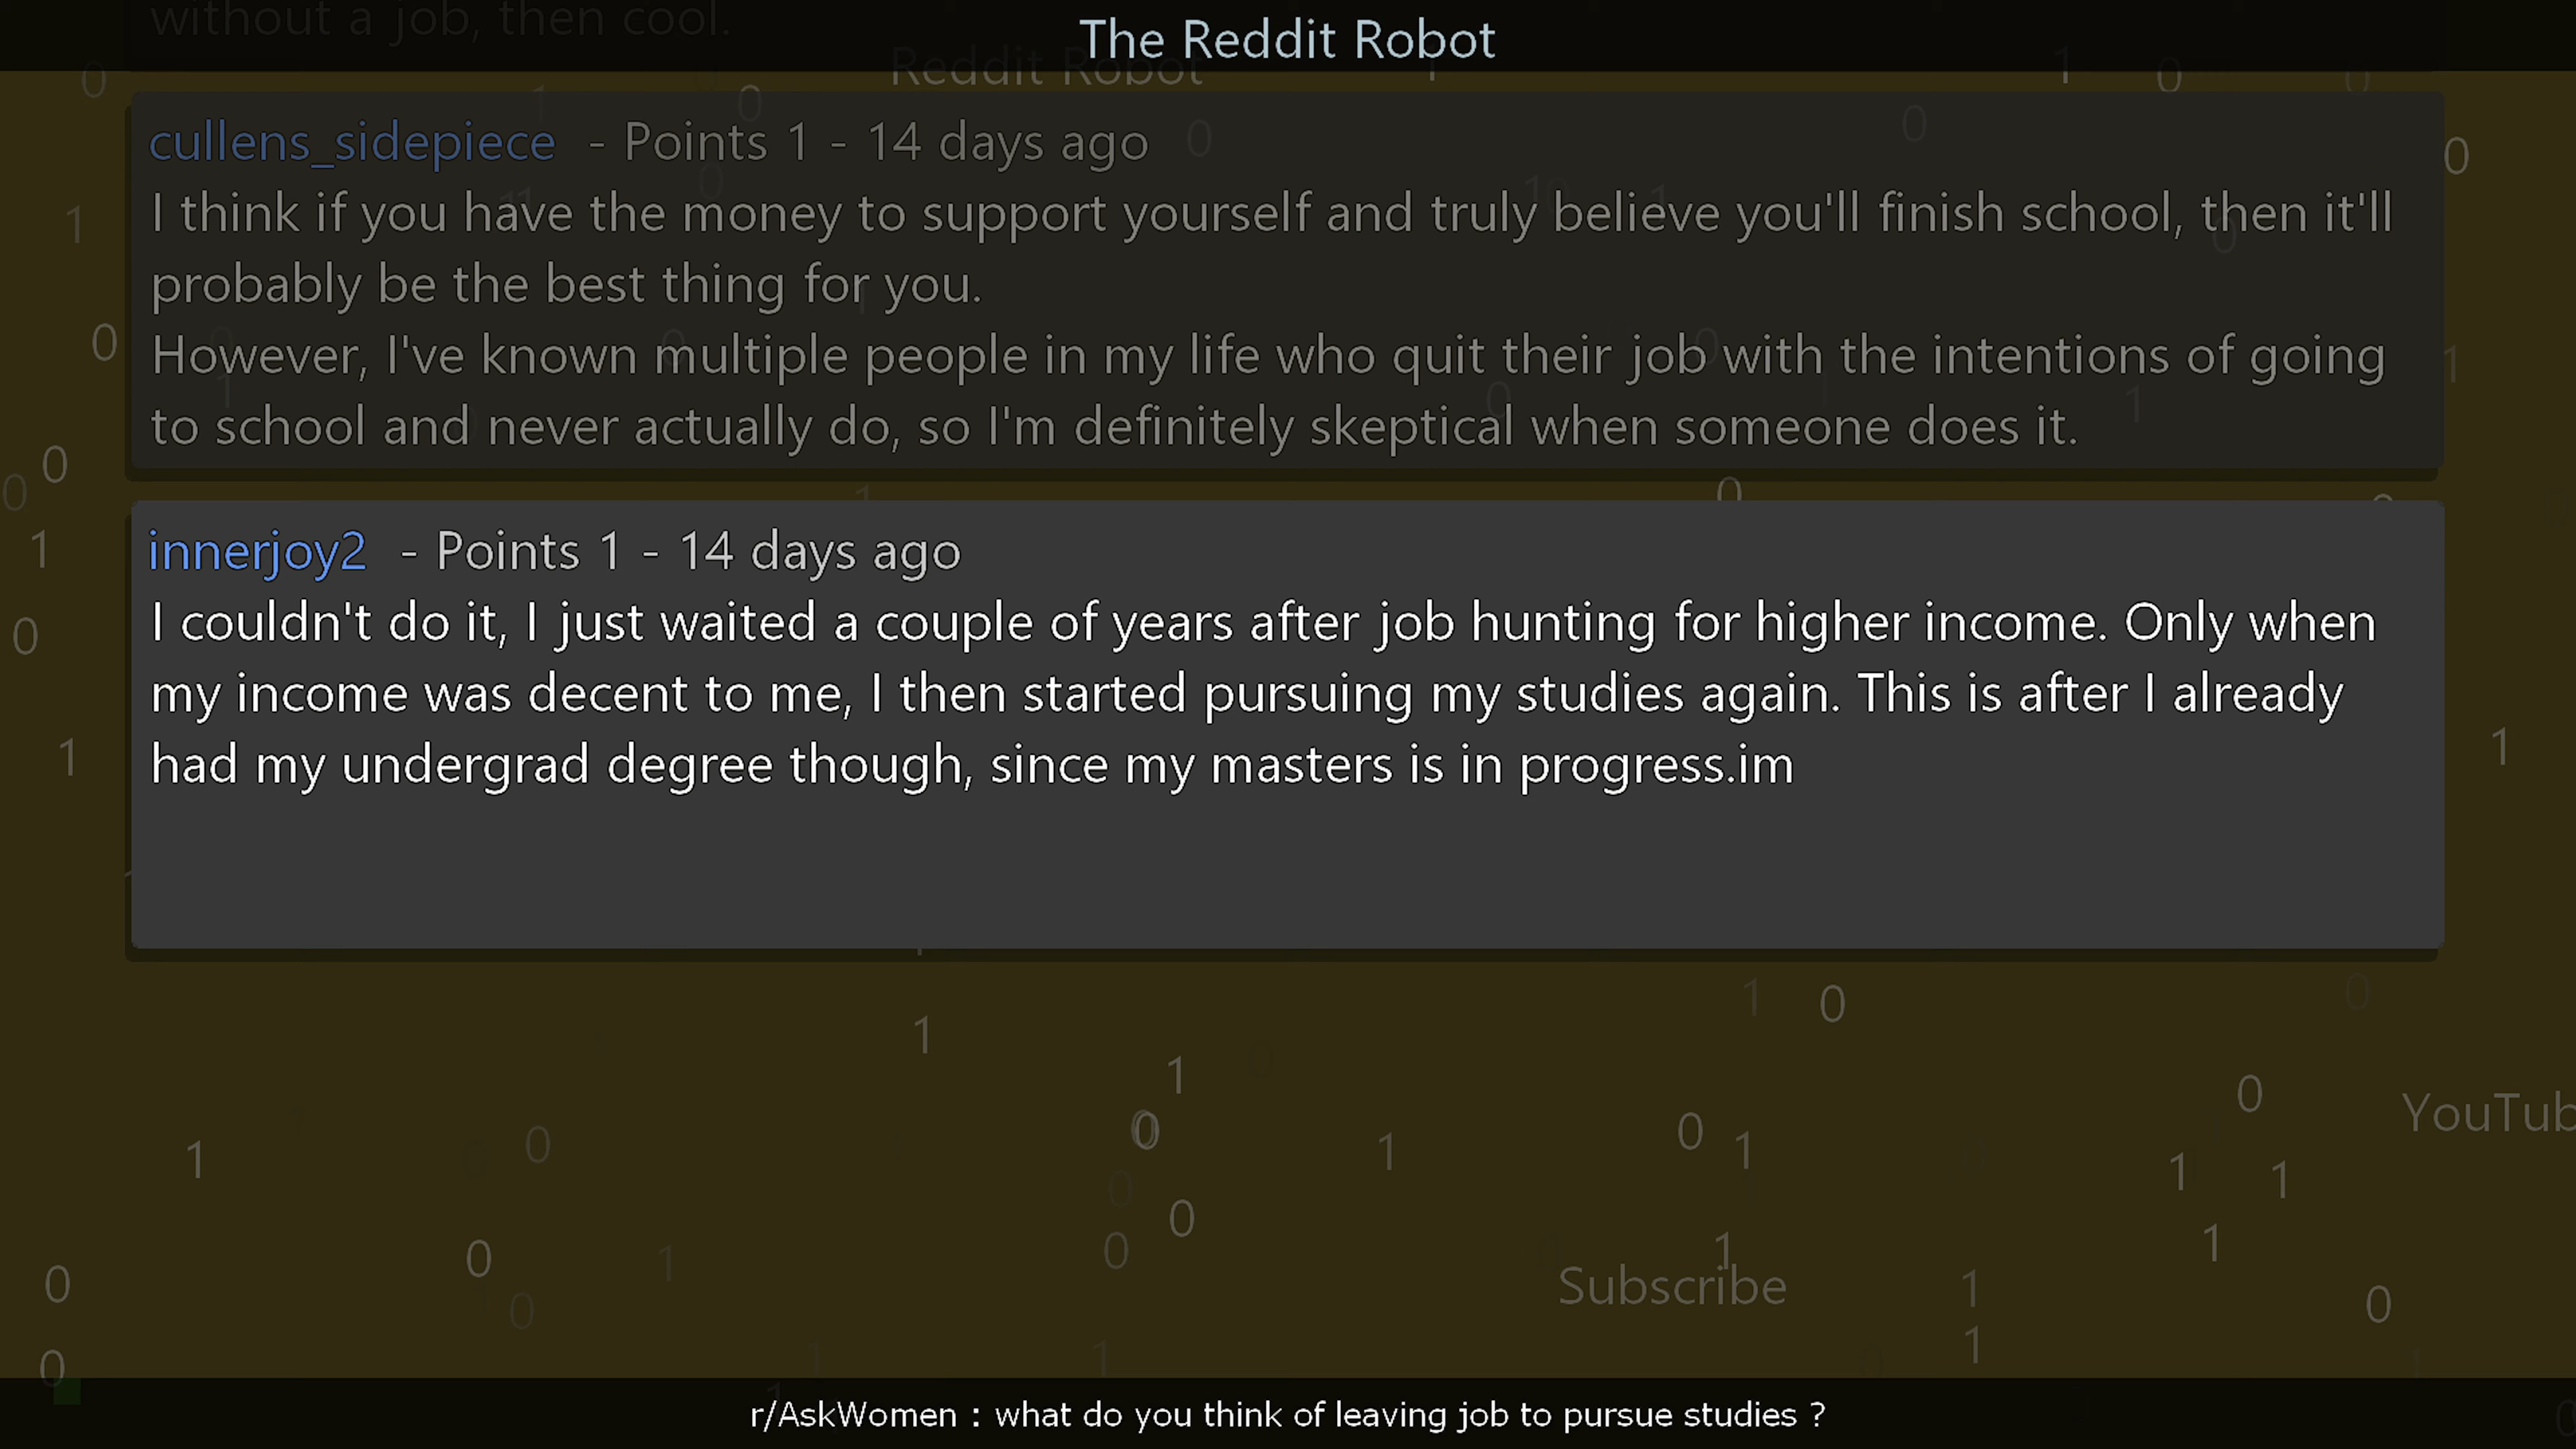 without a job, then cool.
The Reddit Robot
Reddit Robot
cullens_sidepiece - Points 1 - 14 days ago
I think if you have the money to support yourself and truly believe you'll finish school, then it'll
probably be the best thing for you.
However, I've known multiple people in my life who quit their job with the intentions of going
to school and never actually do, so I'm definitely skeptical when someone does it.
innerjoy2 - Points 1 - 14 days ago
I couldn't do it, I just waited a couple of years after job hunting for higher income. Only when
my income was decent to me, I then started pursuing my studies again. This is after I already
had my undergrad degree though, since my masters is in progress.im
YouTub
Subscribe
r/AskWomen : what do you think of leaving job to pursue studies ?